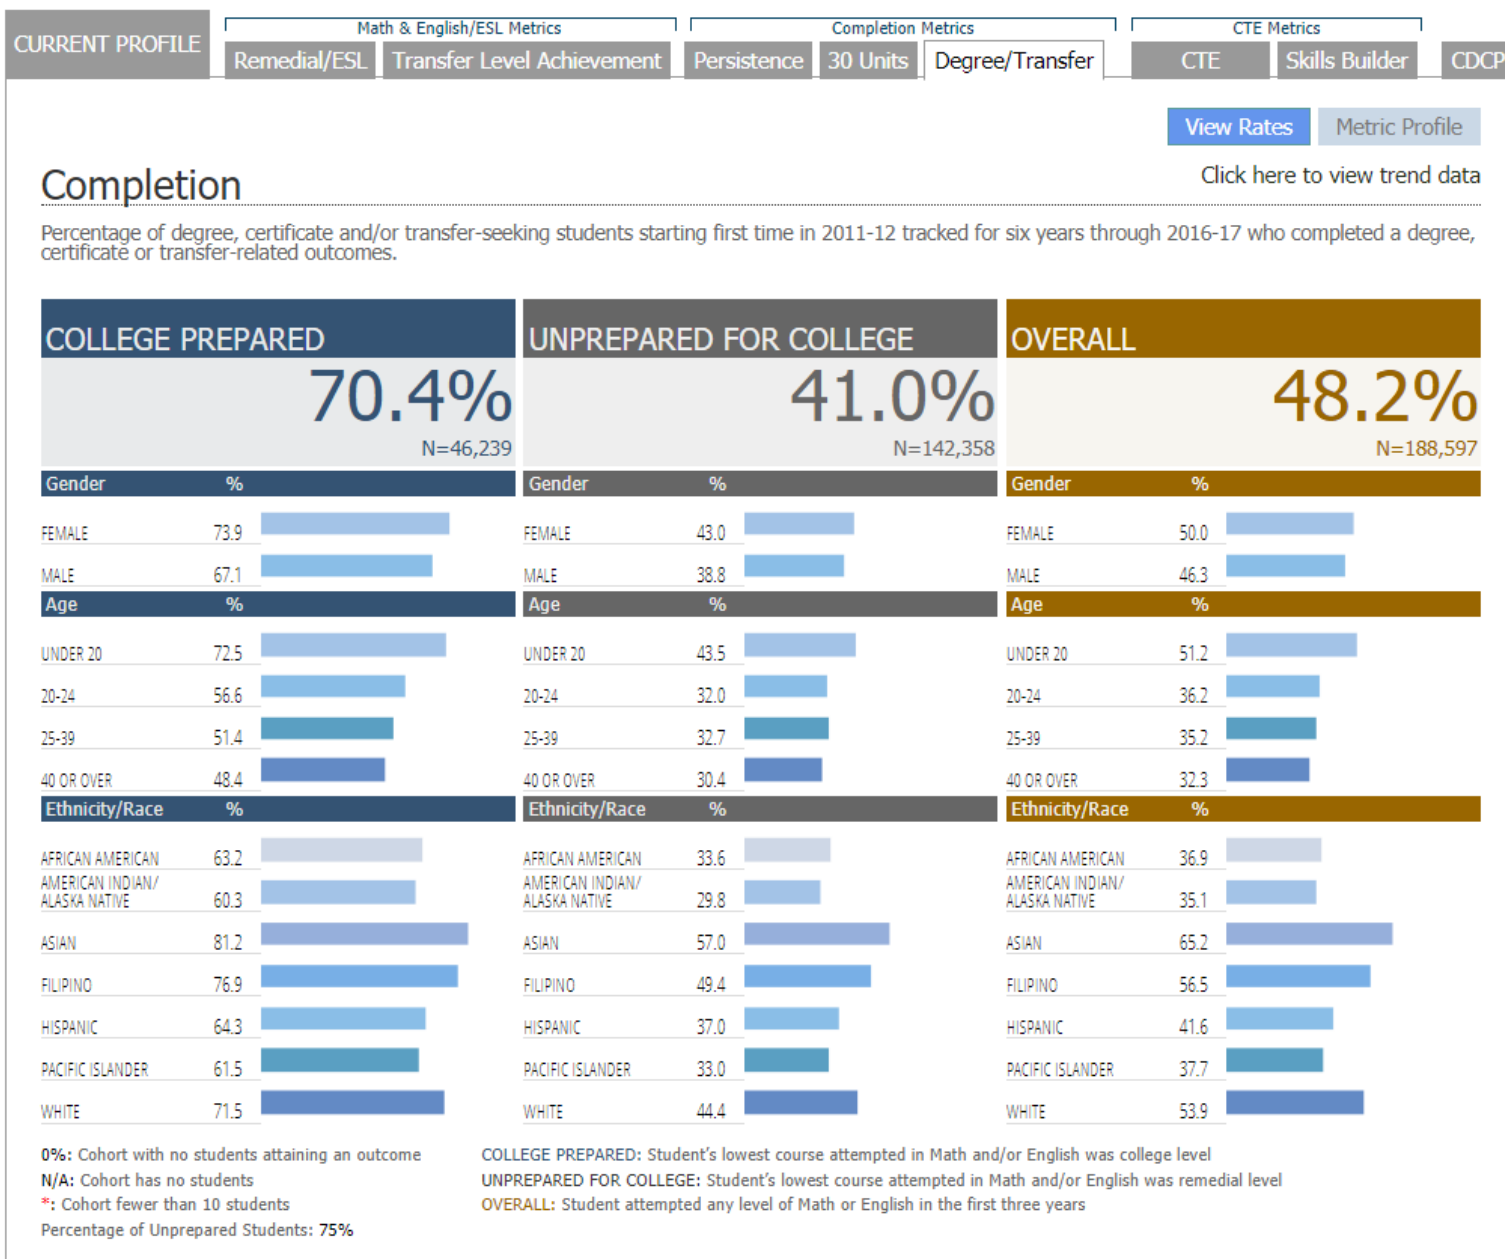 CURRENT PROFILE
Math & English/ESL Metrics
Completion Metrics
CTE Metrics
Remedial/ESL
Transfer Level Achievement
Persistence
30 Units
Degree/Transfer
CTE
Skills Builder
CDCP
View Rates
Metric Profile
Completion
Click here to view trend data
Percentage of degree, certificate and/or transfer-seeking students starting first time in 2011-12 tracked for six years through 2016-17 who completed a degree,
certificate or transfer-related outcomes.
COLLEGE PREPARED
70.4%
N=46,239
Gender %
FEMALE 73.9
MALE 67.1
Age %
UNDER 20 72.5
20-24 56.6
25-39 51.4
40 OR OVER 48.4
Ethnicity/Race %
AFRICAN AMERICAN 63.2
AMERICAN INDIAN/
ALASKA NATIVE 60.3
ASIAN 81.2
FILIPINO 76.9
HISPANIC 64.3
PACIFIC ISLANDER 61.5
WHITE 71.5
UNPREPARED FOR COLLEGE
41.0%
N=142,358
Gender %
FEMALE 43.0
MALE 38.8
Age %
UNDER 20 43.5
20-24 32.0
25-39 32.7
40 OR OVER 30.4
Ethnicity/Race %
AFRICAN AMERICAN 33.6
AMERICAN INDIAN/
ALASKA NATIVE 29.8
ASIAN 57.0
FILIPINO 49.4
HISPANIC 37.0
PACIFIC ISLANDER 33.0
WHITE 44.4
OVERALL
48.2%
N=188,597
Gender %
FEMALE 50.0
MALE 46.3
Age %
UNDER 20 51.2
20-24 36.2
25-39 35.2
40 OR OVER 32.3
Ethnicity/Race %
AFRICAN AMERICAN 36.9
AMERICAN INDIAN/
ALASKA NATIVE 35.1
ASIAN 65.2
FILIPINO 56.5
HISPANIC 41.6
PACIFIC ISLANDER 37.7
WHITE 53.9
0%: Cohort with no students attaining an outcome
N/A: Cohort has no students
*: Cohort fewer than 10 students
Percentage of Unprepared Students: 75%
COLLEGE PREPARED: Student's lowest course attempted in Math and/or English was college level
UNPREPARED FOR COLLEGE: Student's lowest course attempted in Math and/or English was remedial level
OVERALL: Student attempted any level of Math or English in the first three years